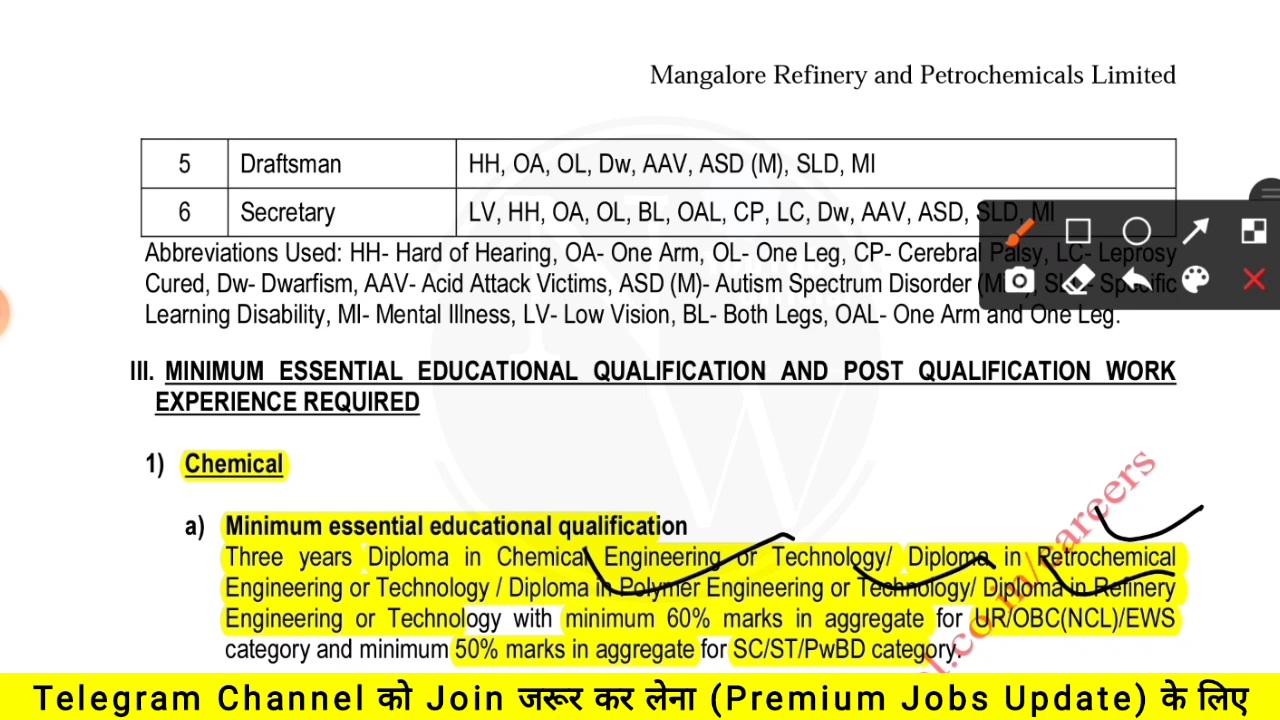 Mangalore Refinery and Petrochemicals Limited
5 Draftsman HH, OA, OL, Dw, AAV, ASD (M), SLD, MI
6 Secretary LV, HH, OA, OL, BL, OAL, CP, LC, Dw, AAV, ASD, SLD, MI
Abbreviations Used: HH- Hard of Hearing, OA- One Arm, OL- One Leg, CP- Cerebral Palsy, LC- Leprosy
Cured, Dw- Dwarfism, AAV- Acid Attack Victims, ASD (M)- Autism Spectrum Disorder (Mild), SLD- Specific
Learning Disability, MI- Mental Illness, LV- Low Vision, BL- Both Legs, OAL- One Arm and One Leg.
III. MINIMUM ESSENTIAL EDUCATIONAL QUALIFICATION AND POST QUALIFICATION WORK
EXPERIENCE REQUIRED
1) Chemical
a) Minimum essential educational qualification
Three years Diploma in Chemical Engineering or Technology/ Diploma in Petrochemical
Engineering or Technology / Diploma in Polymer Engineering or Technology/ Diploma in Refinery
Engineering or Technology with minimum 60% marks in aggregate for UR/OBC(NCL)/EWS
category and minimum 50% marks in aggregate for SC/ST/PwBD category.
Telegram Channel को Join जरूर कर लेना (Premium Jobs Update) के लिए